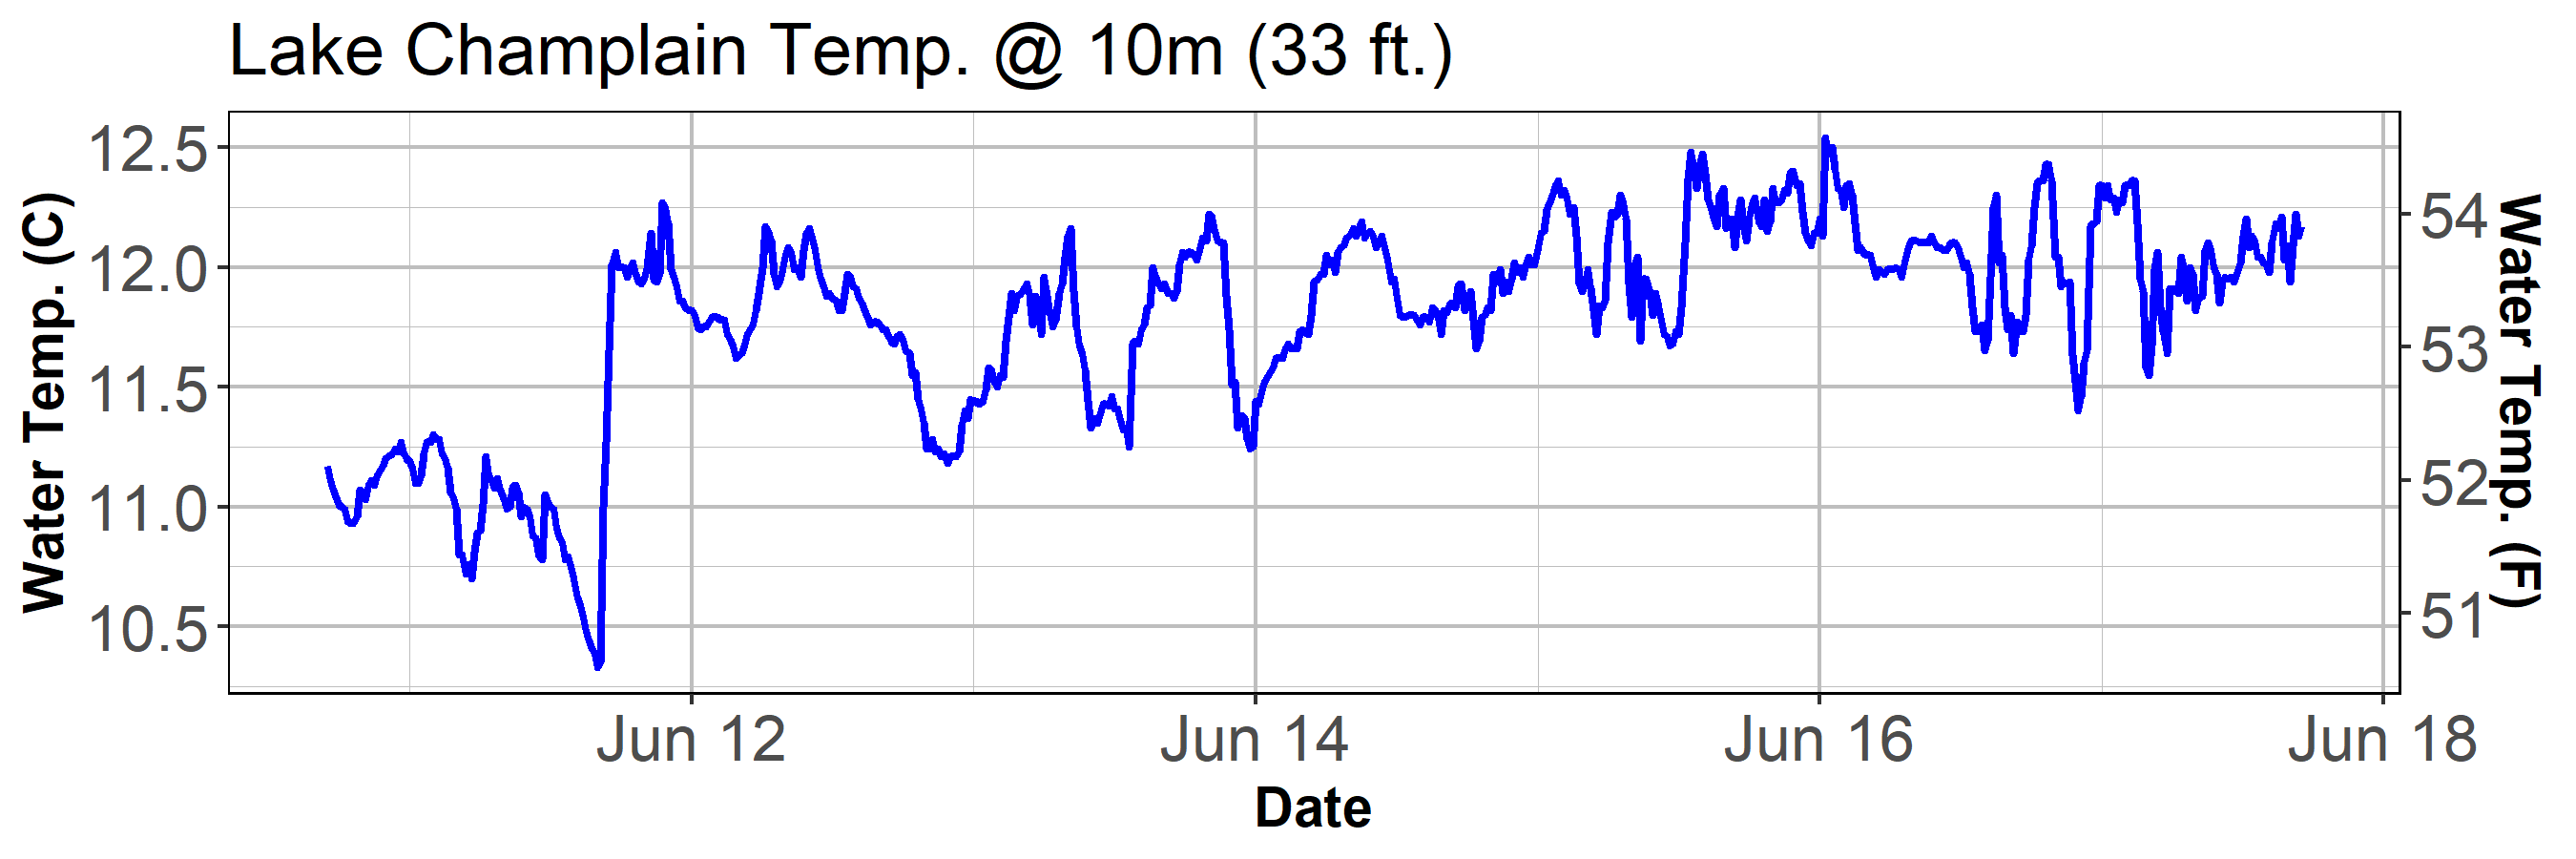 Lake Champlain Temp. @ 10m (33 ft.)
Water Temp. (C)
12.5
12.0
11.5
11.0
10.5
54
53
52
51
Water Temp. (F)
Jun 12
Jun 14
Jun 16
Jun 18
Date